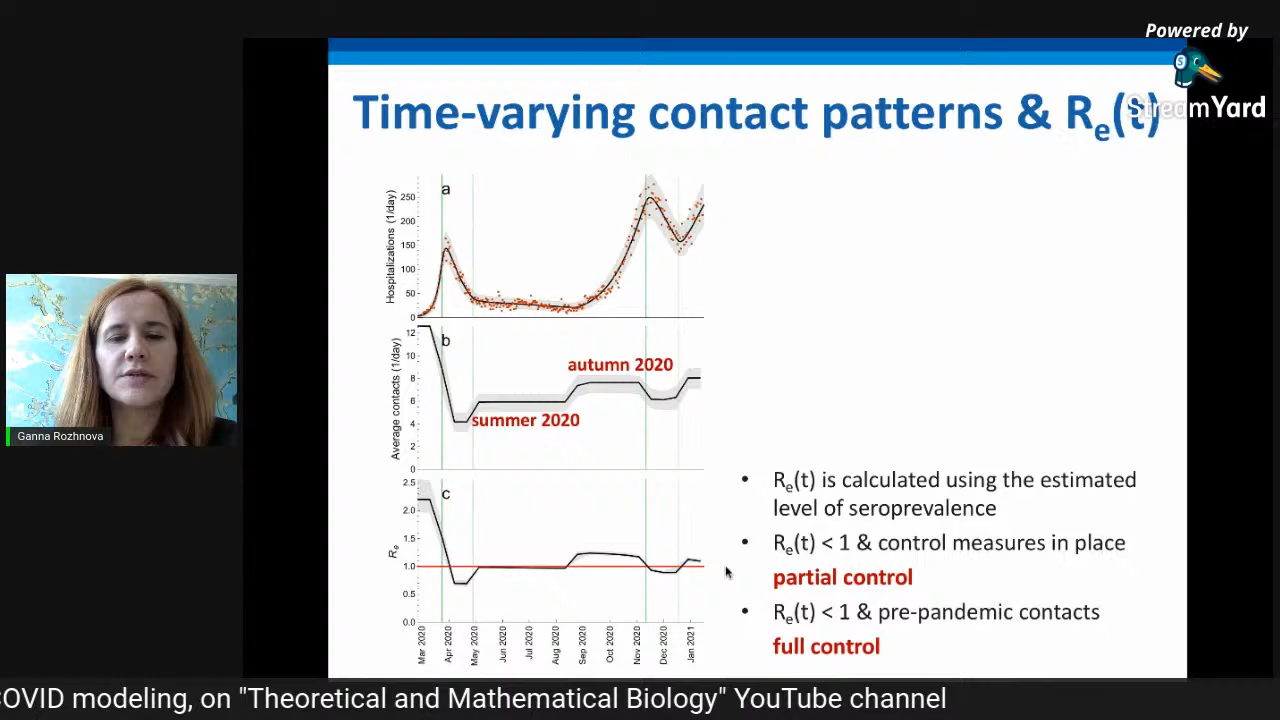 Powered by
StreamYard
Time-varying contact patterns & Re(t)
a
Hospitalizations (1/day)
250
200
150
100
50
0
b
Average contacts (1/day)
12
10
8
6
4
2
0
autumn 2020
summer 2020
c
Re
2.5
2.0
1.5
1.0
0.5
0.0
Mar 2020
Apr 2020
May 2020
Jun 2020
Jul 2020
Aug 2020
Sep 2020
Oct 2020
Nov 2020
Dec 2020
Jan 2021
• Re(t) is calculated using the estimated
level of seroprevalence
• Re(t) < 1 & control measures in place
partial control
• Re(t) < 1 & pre-pandemic contacts
full control
Ganna Rozhnova
OVID modeling, on "Theoretical and Mathematical Biology" YouTube channel